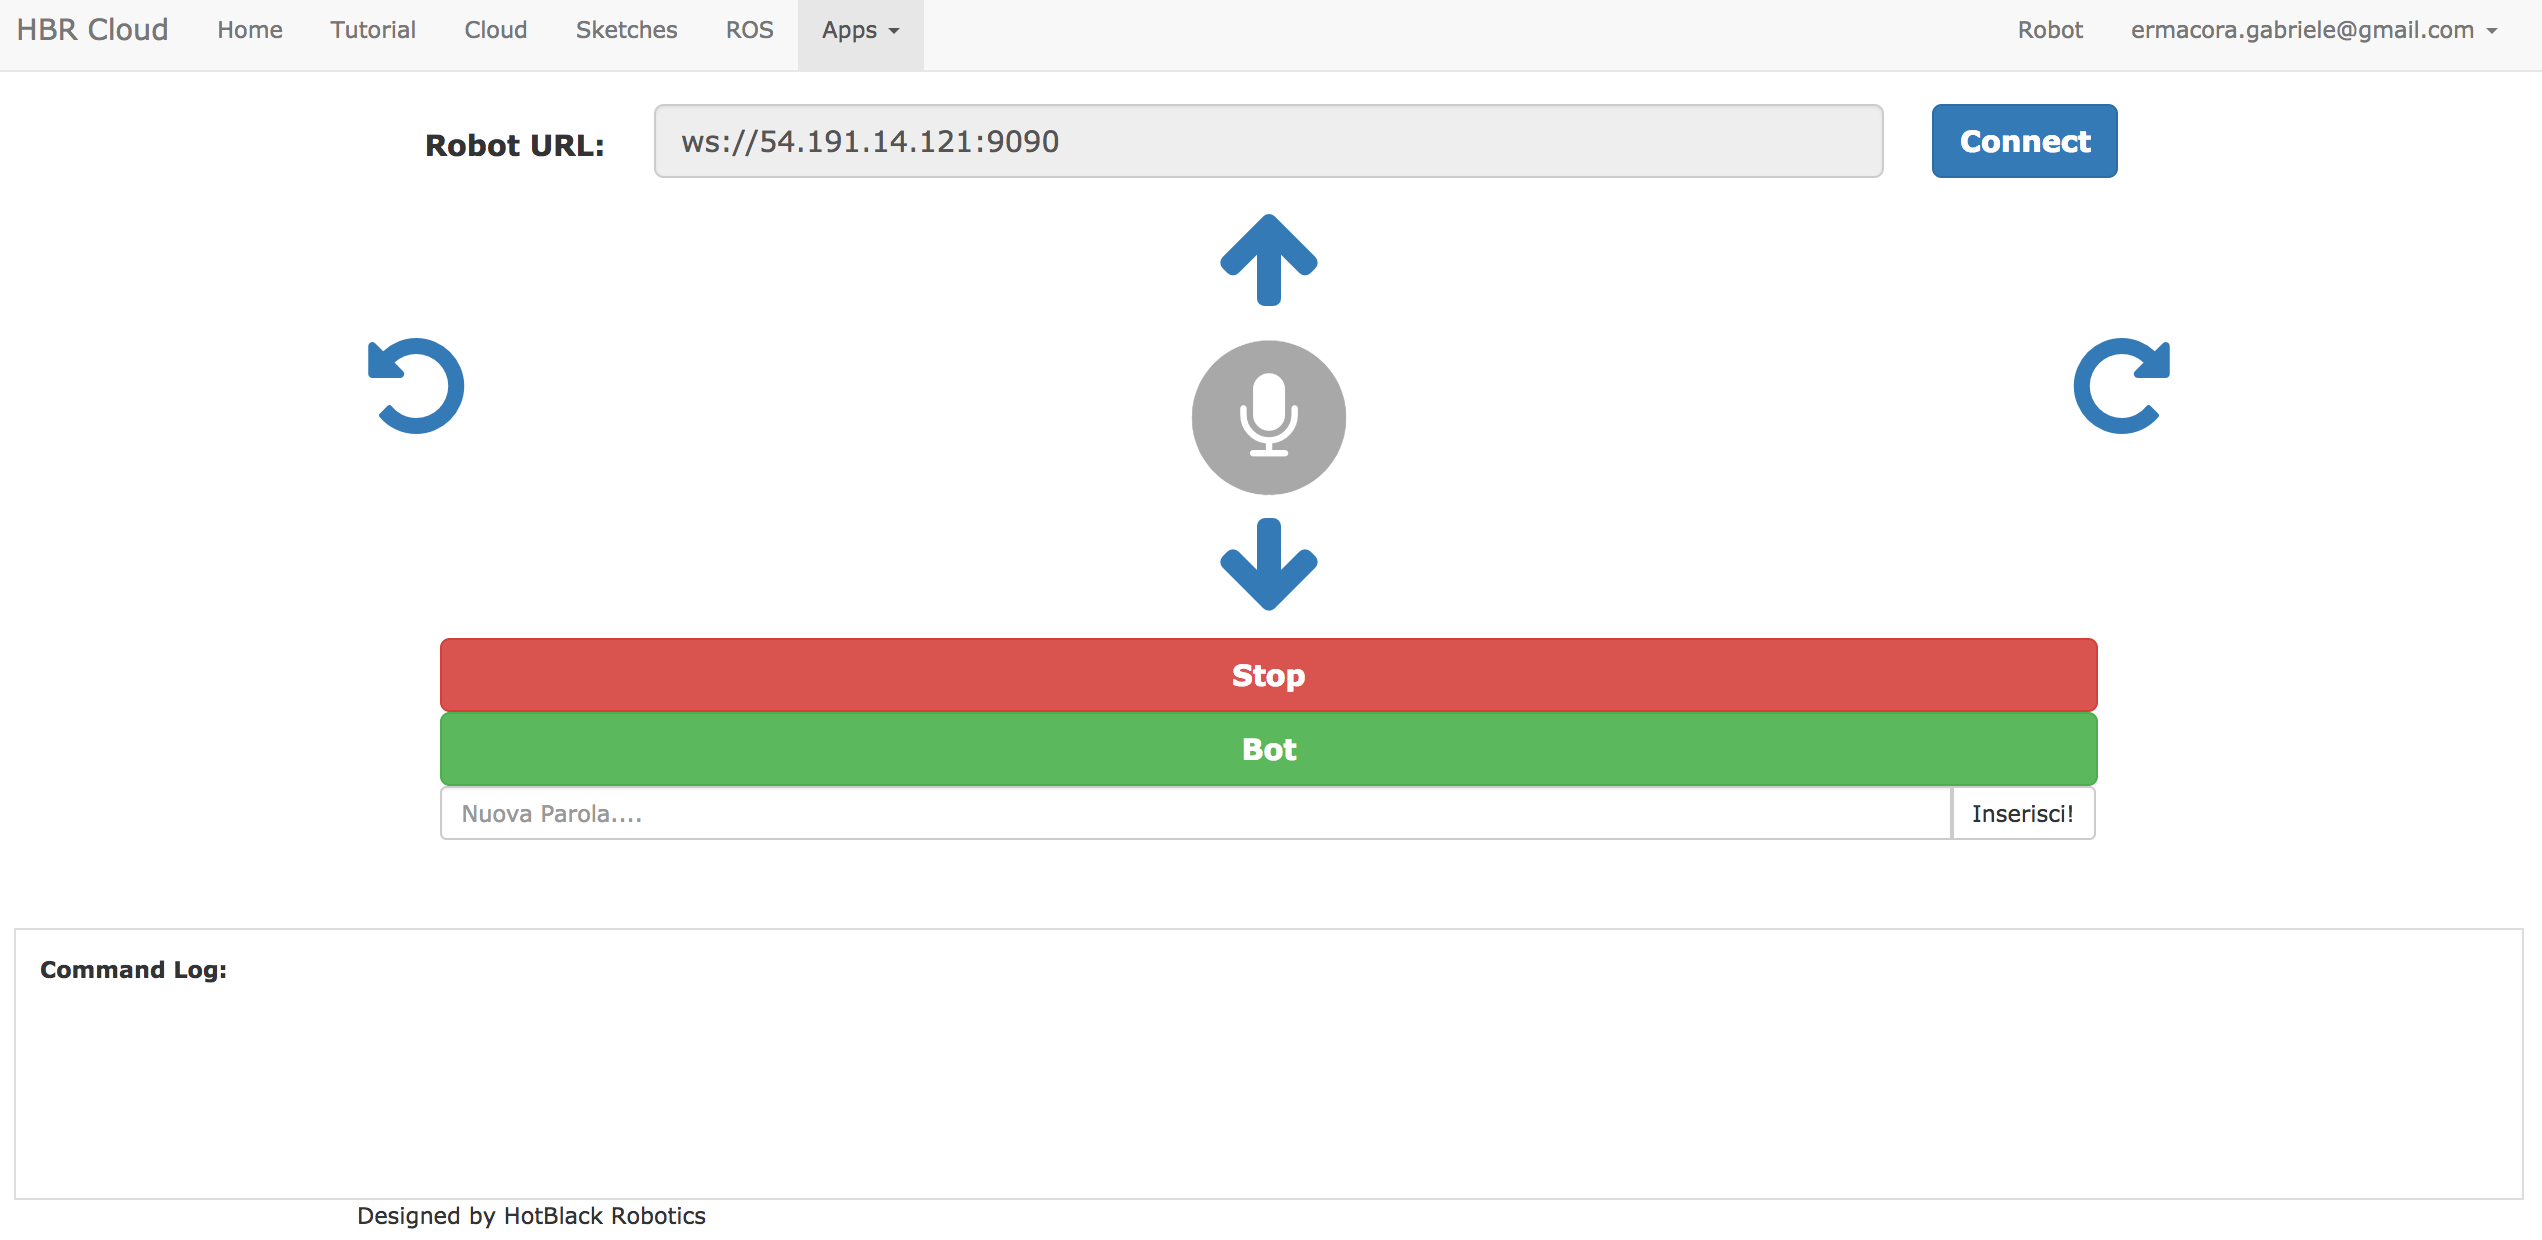 HBR Cloud Home Tutorial Cloud Sketches ROS Apps Robot ermacora.gabriele@gmail.com
Robot URL: ws://54.191.14.121:9090 Connect
Stop
Bot
Nuova Parola.... Inserisci!
Command Log:
Designed by HotBlack Robotics